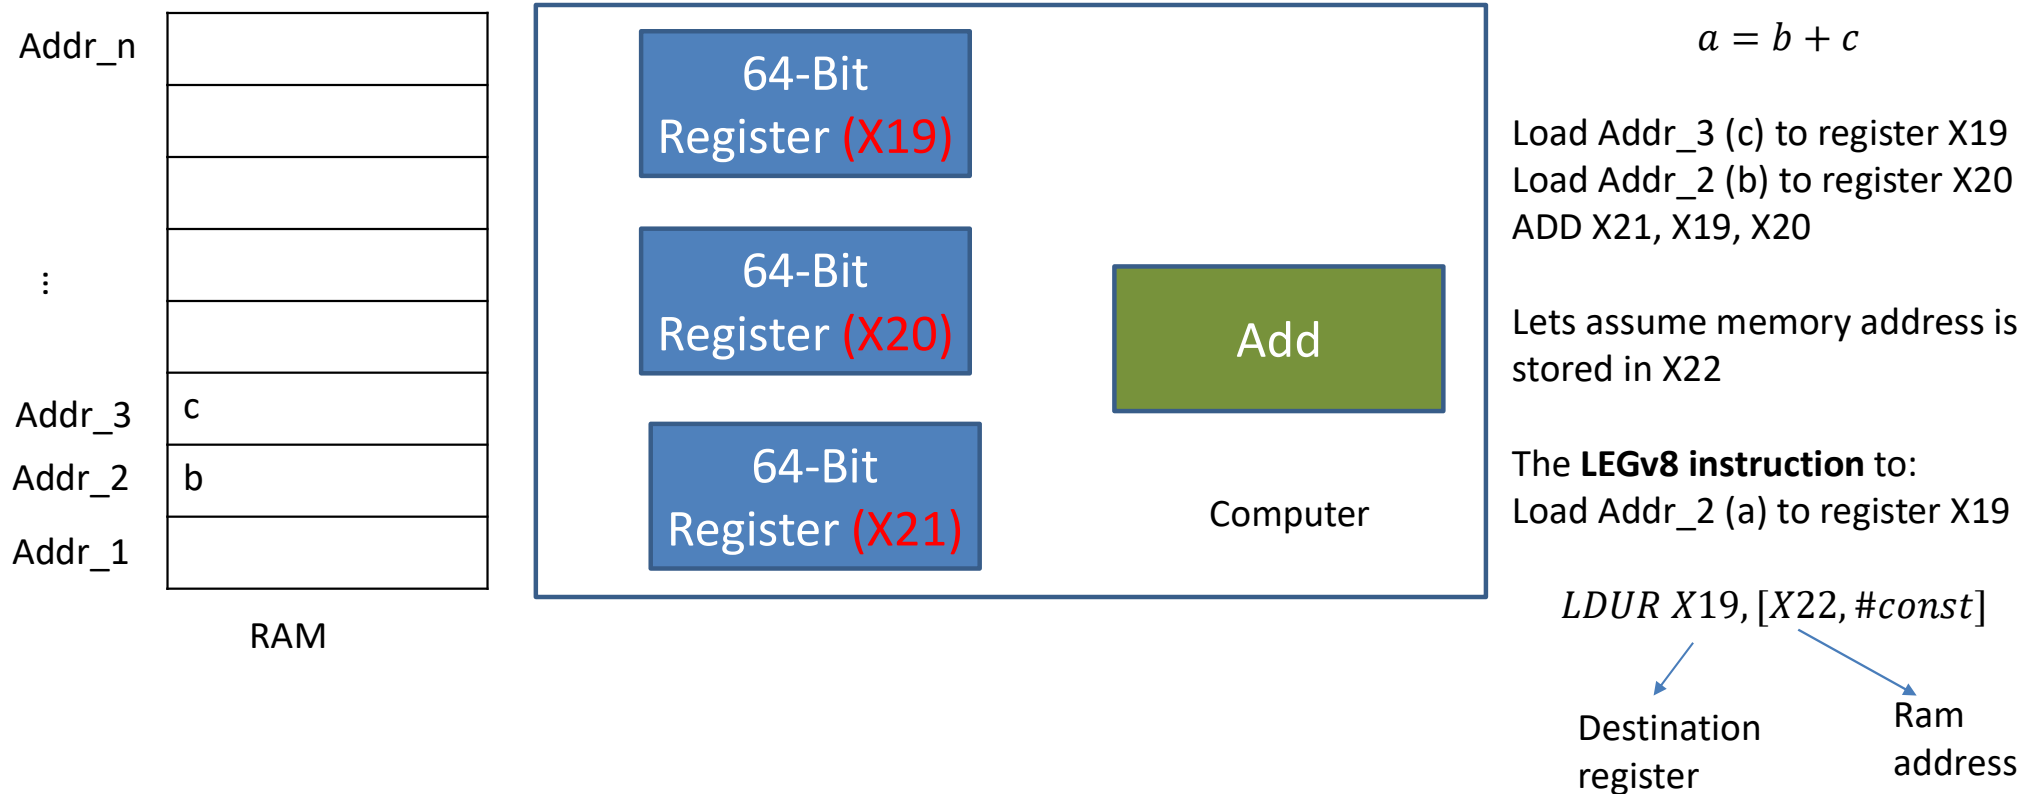 Addr_n
⋮
Addr_3
c
Addr_2
b
Addr_1
RAM
64-Bit
Register (X19)
64-Bit
Register (X20)
64-Bit
Register (X21)
Add
Computer
a = b + c
Load Addr_3 (c) to register X19
Load Addr_2 (b) to register X20
ADD X21, X19, X20
Lets assume memory address is
stored in X22
The LEGv8 instruction to:
Load Addr_2 (a) to register X19
LDUR X19, [X22, #const]
Destination
register
Ram
address